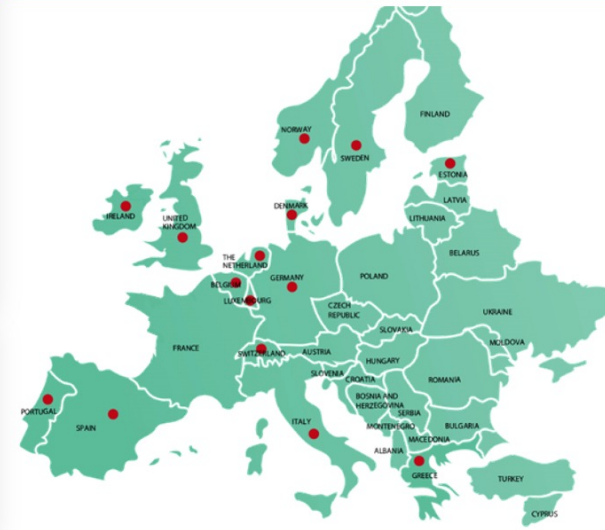 FINLAND
NORWAY
SWEDEN
ESTONIA
LATVIA
LITHUANIA
DENMARK
IRELAND
UNITED
KINGDOM
BELARUS
THE
NETHERLAND
BELGIUM
GERMANY
POLAND
LUXEMBOURG
CZECH
REPUBLIC
UKRAINE
SLOVAKIA
MOLDOVA
FRANCE
SWITZERLAND
AUSTRIA
HUNGARY
SLOVENIA
CROATIA
ROMANIA
BOSNIA AND
HERZEGOVINA
SERBIA
PORTUGAL
SPAIN
ITALY
MONTENEGRO
BULGARIA
MACEDONIA
ALBANIA
GREECE
TURKEY
CYPRUS